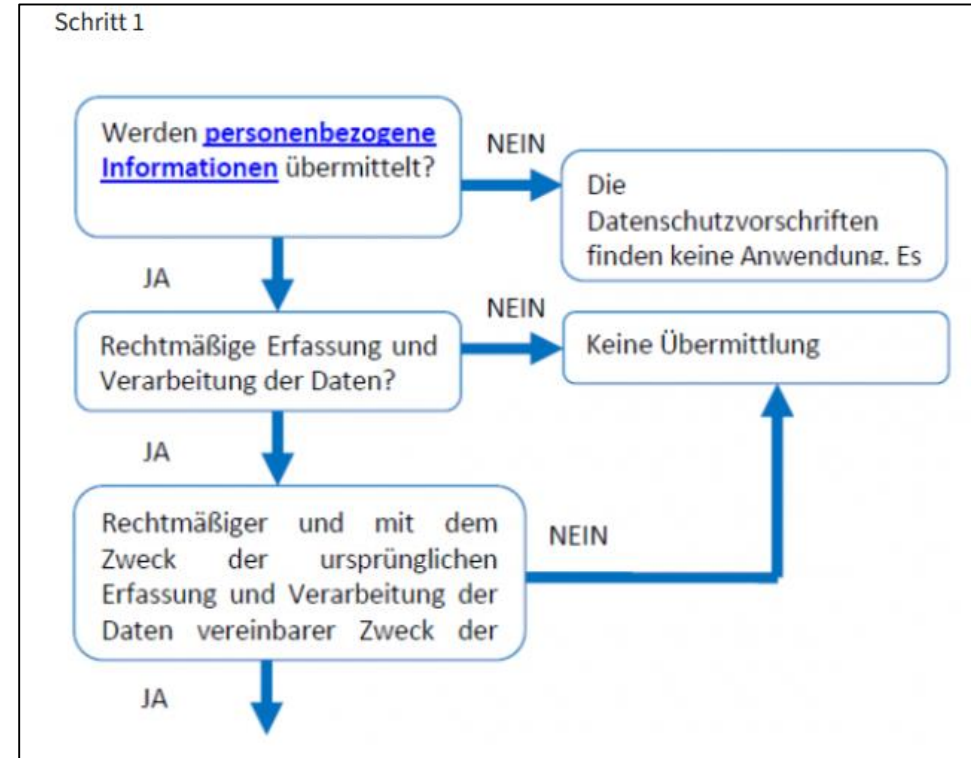 Schritt 1
Werden personenbezogene
Informationen übermittelt?
NEIN
Die
Datenschutzvorschriften
finden keine Anwendung. Es
JA
Rechtmäßige Erfassung und
Verarbeitung der Daten?
NEIN
Keine Übermittlung
JA
Rechtmäßiger und mit dem
Zweck der ursprünglichen
Erfassung und Verarbeitung der
Daten vereinbarer Zweck der
NEIN
JA